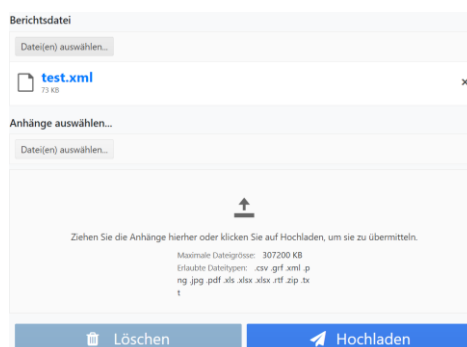 Berichtsdatei
Datei(en) auswählen...
test.xml
73 KB
Anhänge auswählen...
Datei(en) auswählen...
Ziehen Sie die Anhänge hierher oder klicken Sie auf Hochladen, um sie zu übermitteln.
Maximale Dateigrösse: 307200 KB
Erlaubte Dateitypen: .csv .grf .xml .p
ng .jpg .pdf .xls .xlsx .xlsx .rtf .zip .tx
t
Löschen
Hochladen